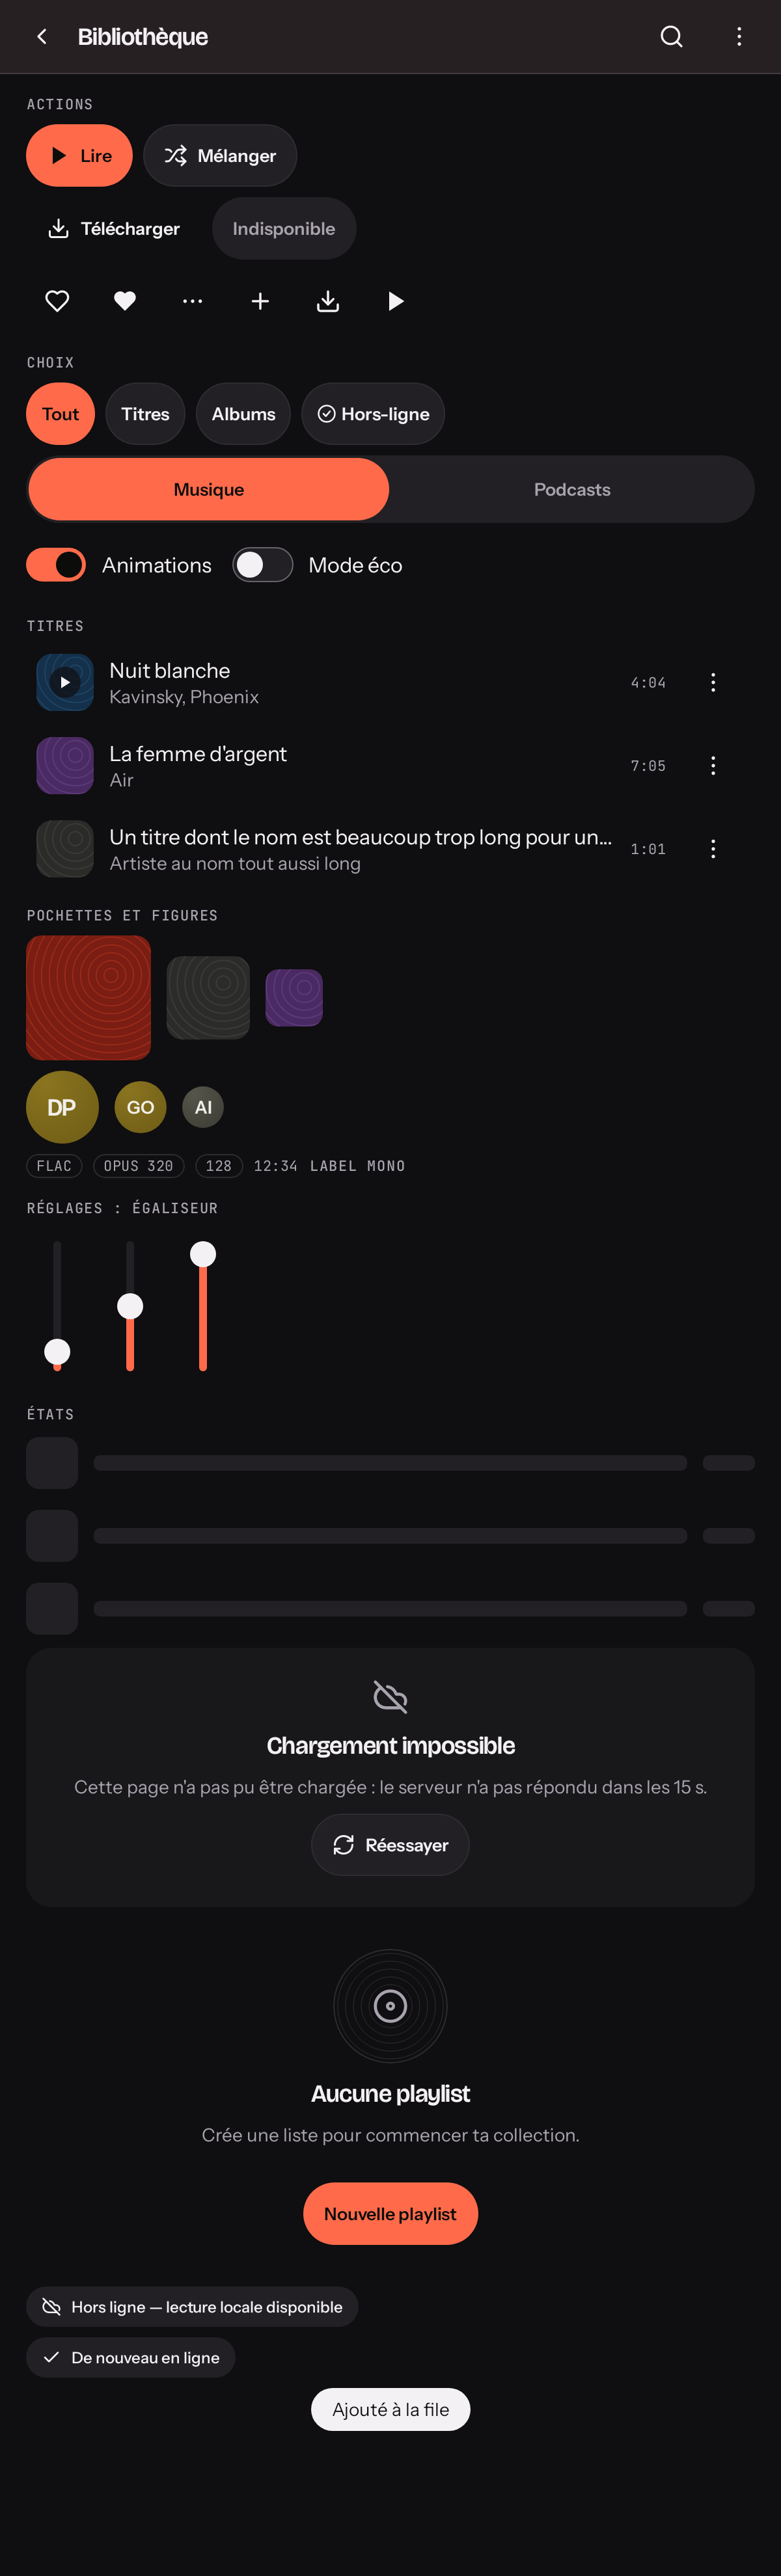 Bibliothèque
ACTIONS
Lire
Mélanger
Télécharger
Indisponible
CHOIX
Tout
Titres
Albums
Hors-ligne
Musique
Podcasts
Animations
Mode éco
TITRES
Nuit blanche
Kavinsky, Phoenix
4:04
La femme d'argent
Air
7:05
Un titre dont le nom est beaucoup trop long pour un...
Artiste au nom tout aussi long
1:01
POCHETTES ET FIGURES
DP
GO
AI
FLAC
OPUS 320
128
12:34
LABEL MONO
RÉGLAGES : ÉGALISEUR
ÉTATS
Chargement impossible
Cette page n'a pas pu être chargée : le serveur n'a pas répondu dans les 15 s.
Réessayer
Aucune playlist
Crée une liste pour commencer ta collection.
Nouvelle playlist
Hors ligne — lecture locale disponible
De nouveau en ligne
Ajouté à la file